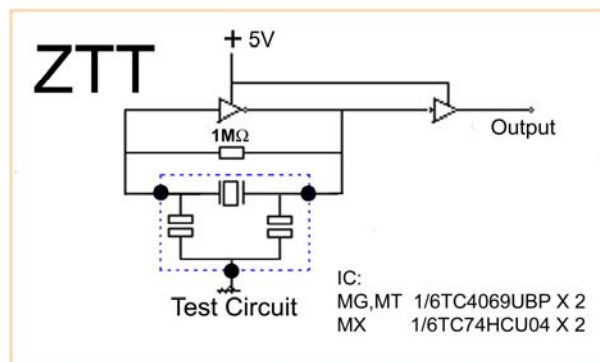 + 5V
ZTT
Output
1MΩ
Test Circuit
IC:
MG,MT 1/6TC4069UBP X 2
MX 1/6TC74HCU04 X 2